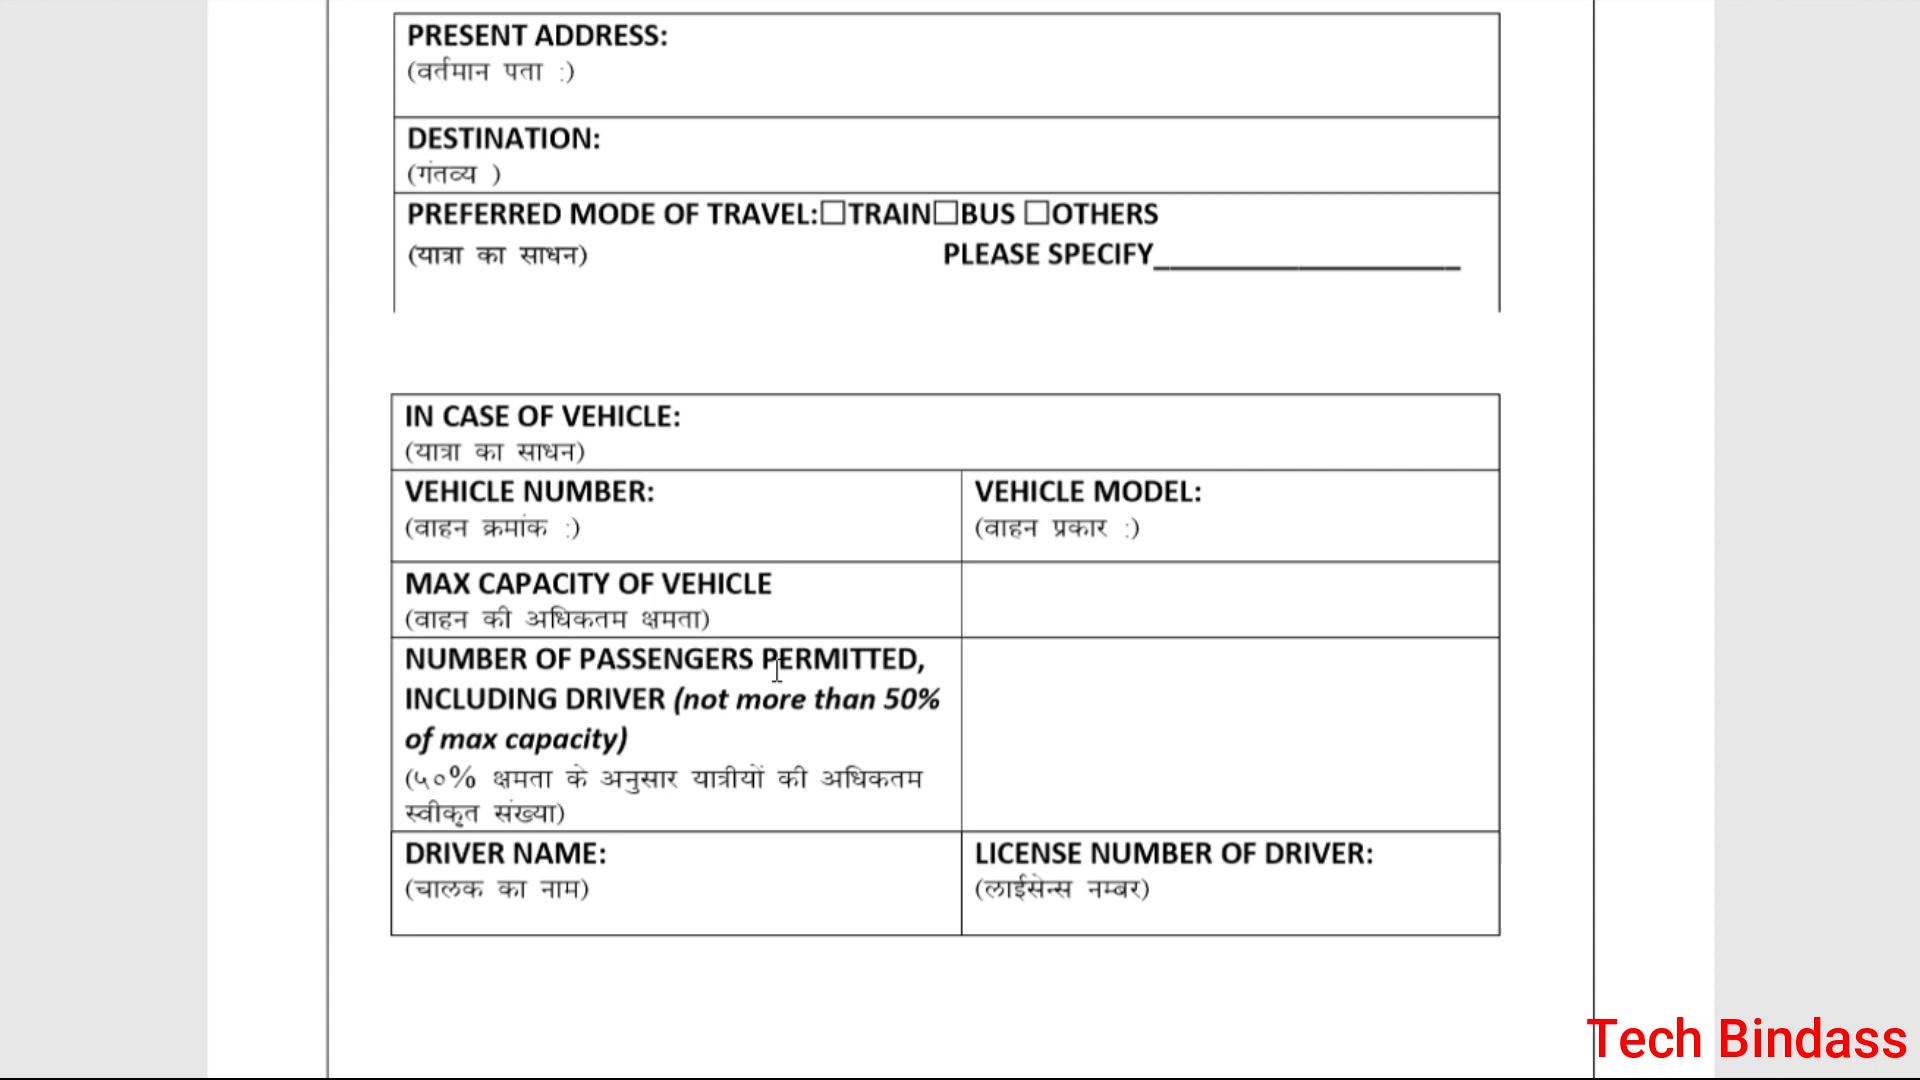 PRESENT ADDRESS:
(वर्तमान पता :)
DESTINATION:
(गंतव्य )
PREFERRED MODE OF TRAVEL:☐TRAIN☐BUS ☐OTHERS
(यात्रा का साधन) PLEASE SPECIFY____________________
IN CASE OF VEHICLE:
(यात्रा का साधन)
VEHICLE NUMBER: VEHICLE MODEL:
(वाहन क्रमांक :) (वाहन प्रकार :)
MAX CAPACITY OF VEHICLE
(वाहन की अधिकतम क्षमता)
NUMBER OF PASSENGERS PERMITTED,
INCLUDING DRIVER (not more than 50%
of max capacity)
(५०% क्षमता के अनुसार यात्रीयों की अधिकतम
स्वीकृत संख्या)
DRIVER NAME: LICENSE NUMBER OF DRIVER:
(चालक का नाम) (लाईसेन्स नम्बर)
Tech Bindass